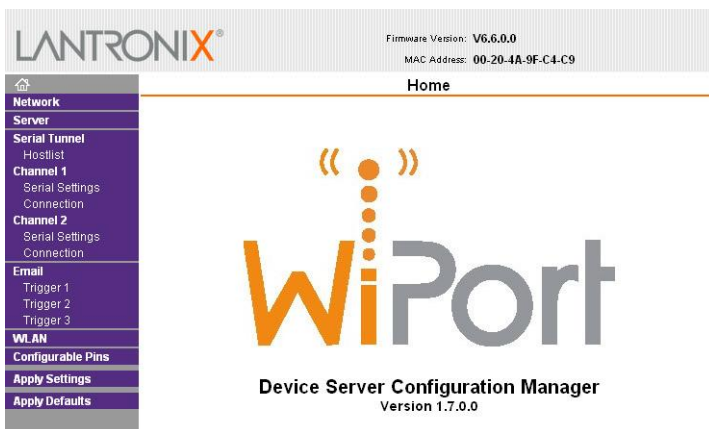 LANTRONIX®
Firmware Version: V6.6.0.0
MAC Address: 00-20-4A-9F-C4-C9
Home
Network
Server
Serial Tunnel
Hostlist
Channel 1
Serial Settings
Connection
Channel 2
Serial Settings
Connection
Email
Trigger 1
Trigger 2
Trigger 3
WLAN
Configurable Pins
Apply Settings
Apply Defaults
WiPort
Device Server Configuration Manager
Version 1.7.0.0